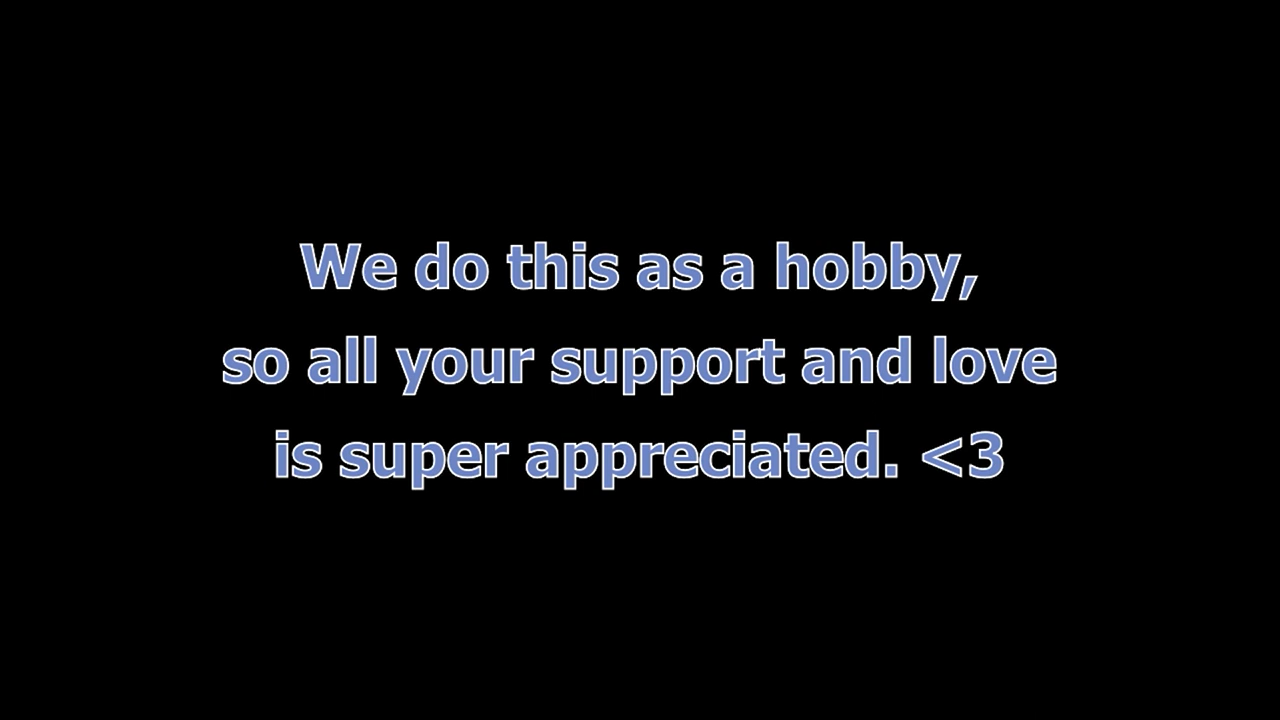 We do this as a hobby,
so all your support and love
is super appreciated. <3